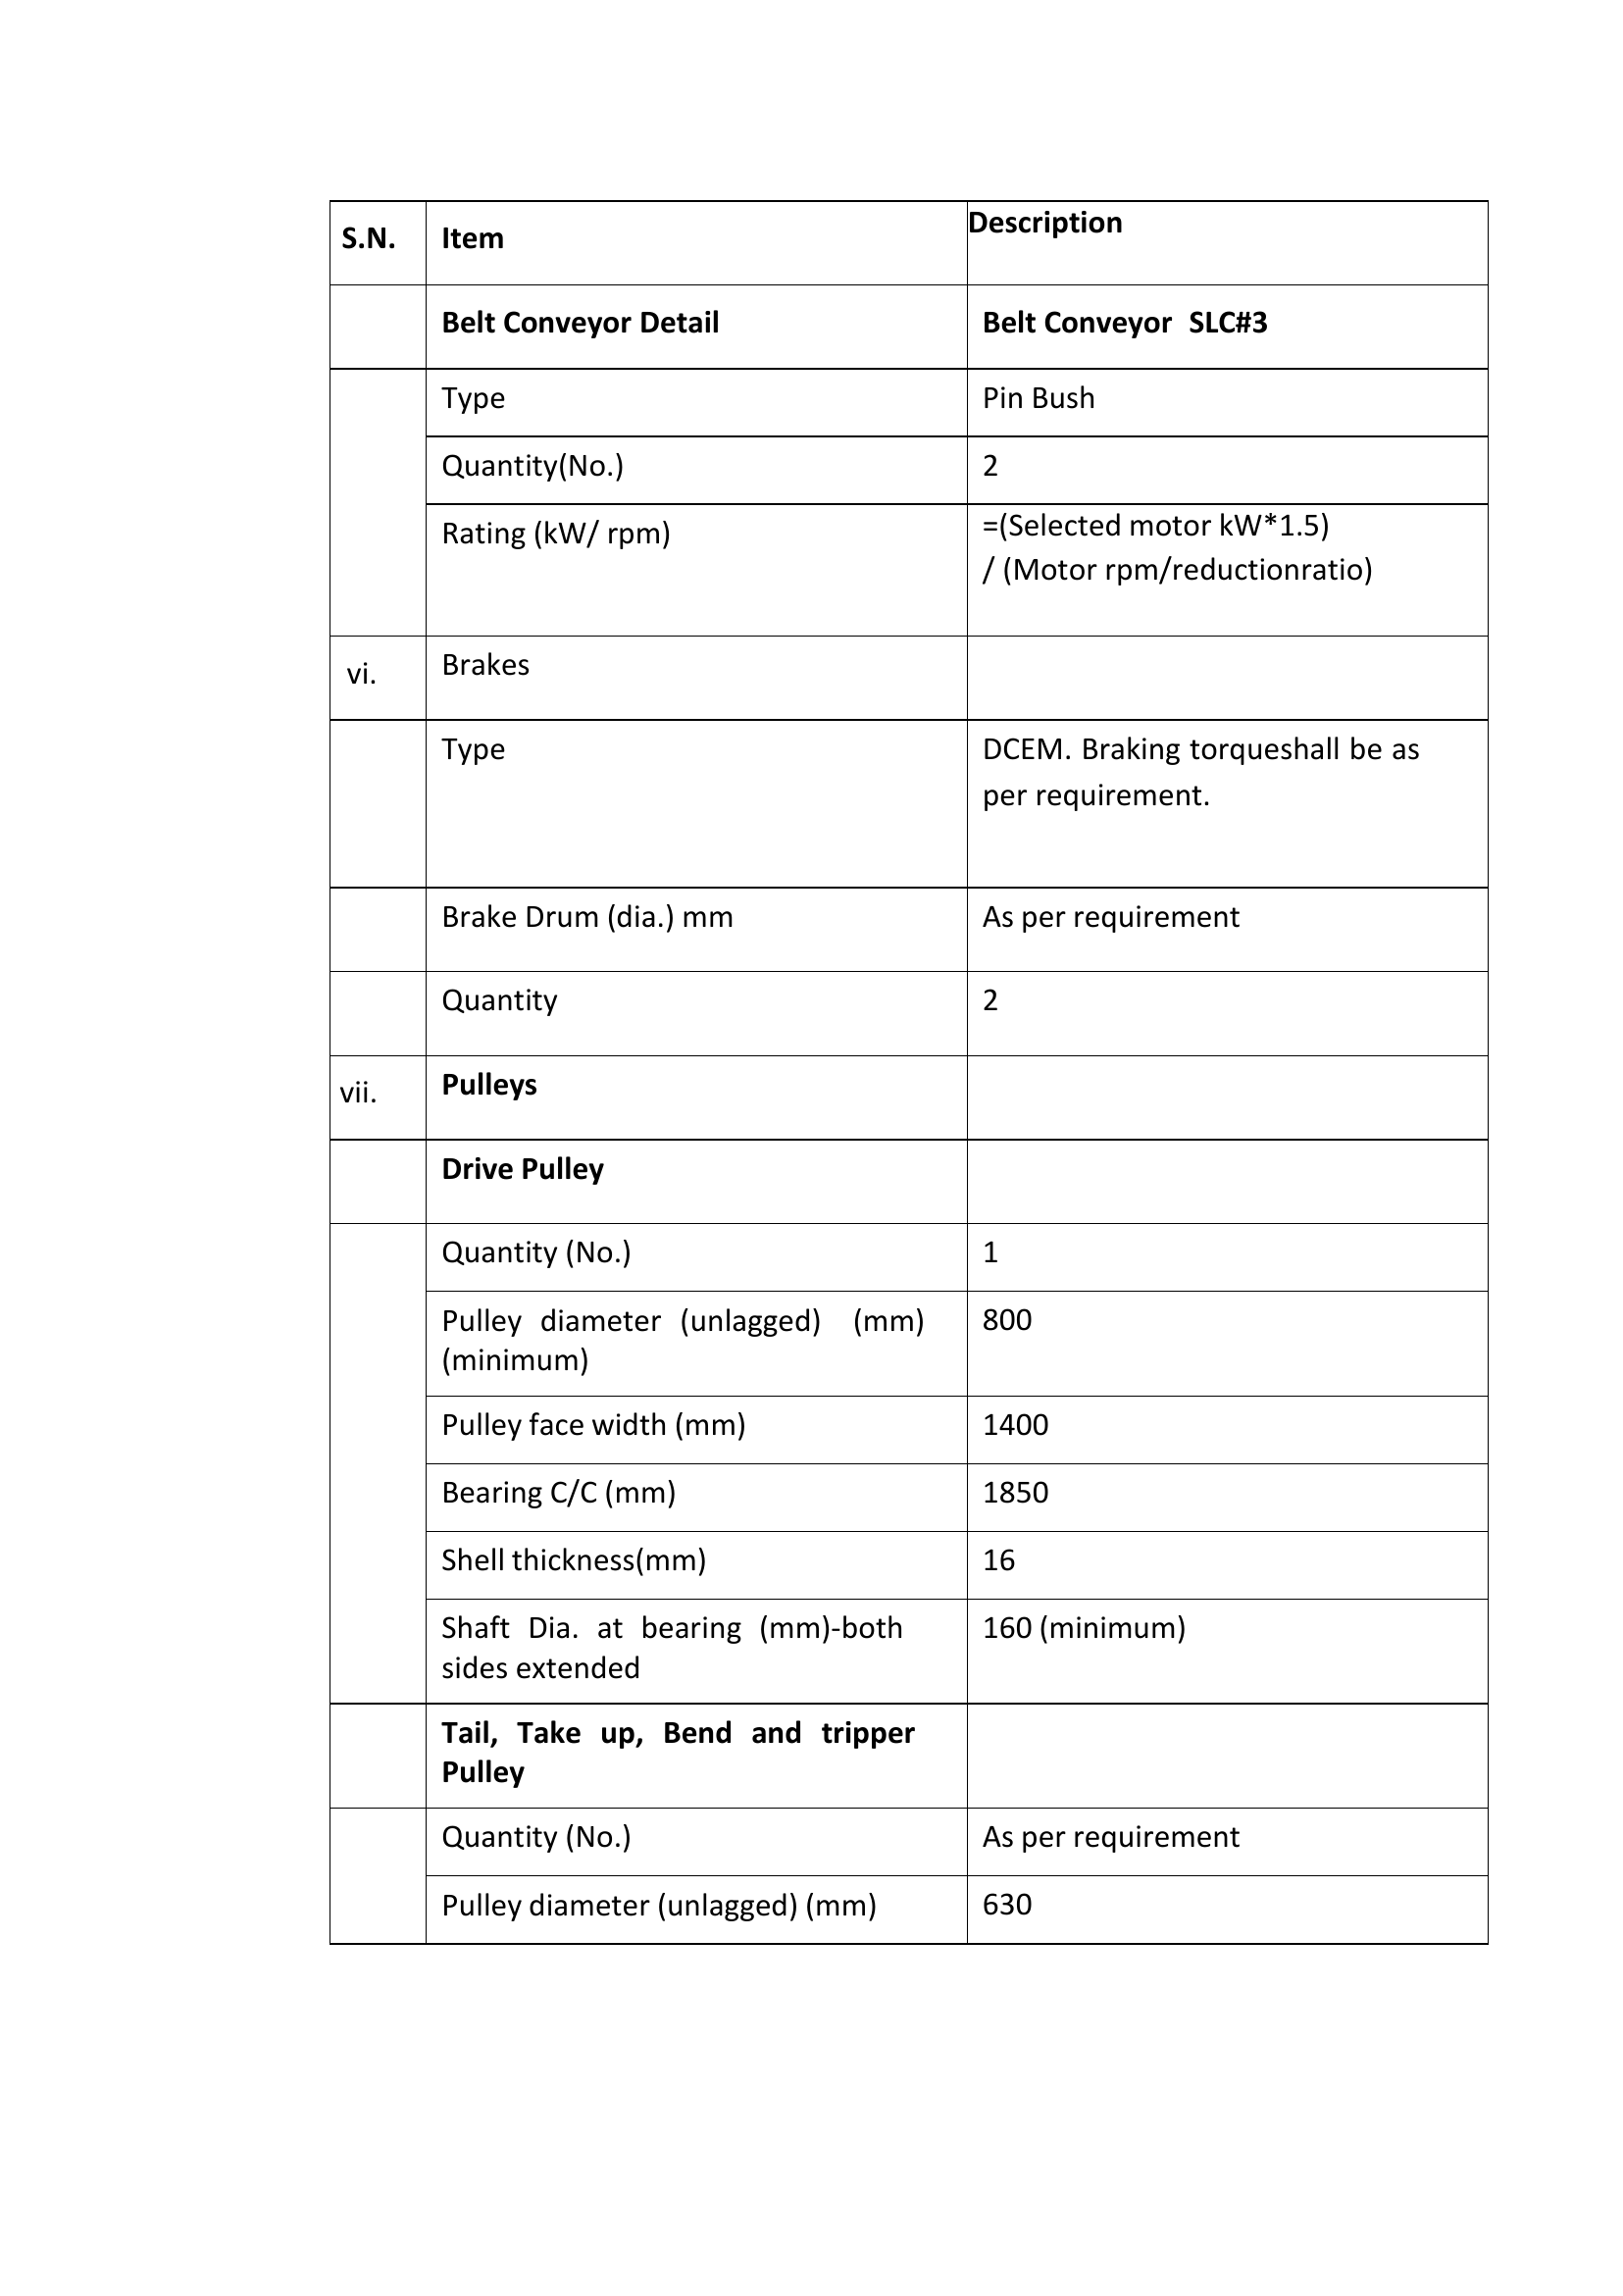 S.N. Item Description
Belt Conveyor Detail Belt Conveyor SLC#3
Type Pin Bush
Quantity(No.) 2
Rating (kW/ rpm) =(Selected motor kW*1.5)
/ (Motor rpm/reductionratio)
vi. Brakes
Type DCEM. Braking torqueshall be as
per requirement.
Brake Drum (dia.) mm As per requirement
Quantity 2
vii. Pulleys
Drive Pulley
Quantity (No.) 1
Pulley diameter (unlagged) (mm) 800
(minimum)
Pulley face width (mm) 1400
Bearing C/C (mm) 1850
Shell thickness(mm) 16
Shaft Dia. at bearing (mm)-both 160 (minimum)
sides extended
Tail, Take up, Bend and tripper
Pulley
Quantity (No.) As per requirement
Pulley diameter (unlagged) (mm) 630